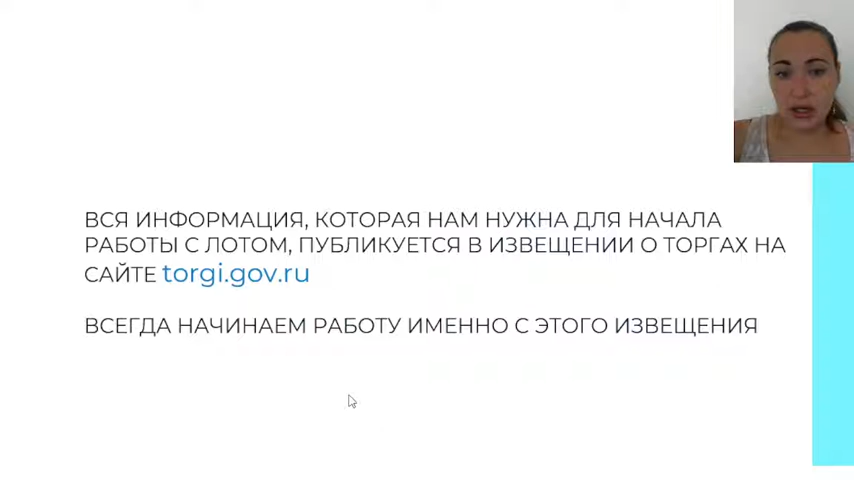 ВСЯ ИНФОРМАЦИЯ, КОТОРАЯ НАМ НУЖНА ДЛЯ НАЧАЛА
РАБОТЫ С ЛОТОМ, ПУБЛИКУЕТСЯ В ИЗВЕЩЕНИИ О ТОРГАХ НА
САЙТЕ torgi.gov.ru
ВСЕГДА НАЧИНАЕМ РАБОТУ ИМЕННО С ЭТОГО ИЗВЕЩЕНИЯ